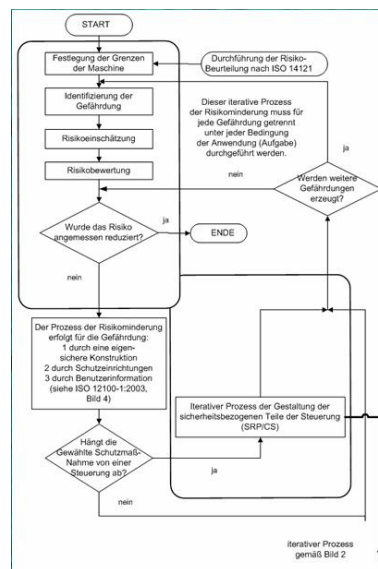 START
Festlegung der Grenzen
der Maschine
Durchführung der Risiko-
Beurteilung nach ISO 14121
Identifizierung der
Gefährdung
Dieser iterative Prozess
der Risikominderung muss für
jede Gefährdung getrennt
unter jeder Bedingung
der Anwendung (Aufgabe)
durchgeführt werden.
ja
Risikoeinschätzung
Risikobewertung
nein
Werden weitere
Gefährdungen
erzeugt?
Wurde das Risiko
angemessen reduziert?
ja
ENDE
nein
Der Prozess der Risikominderung
erfolgt für die Gefährdung:
1 durch eine eigen-
sichere Konstruktion
2 durch Schutzeinrichtungen
3 durch Benutzerinformation
(siehe ISO 12100-1:2003,
Bild 4)
Iterativer Prozess der Gestaltung der
sicherheitsbezogenen Teile der Steuerung
(SRP/CS)
Hängt die
Gewählte Schutzmaß-
Nahme von einer
Steuerung ab?
ja
nein
iterativer Prozess
gemäß Bild 2